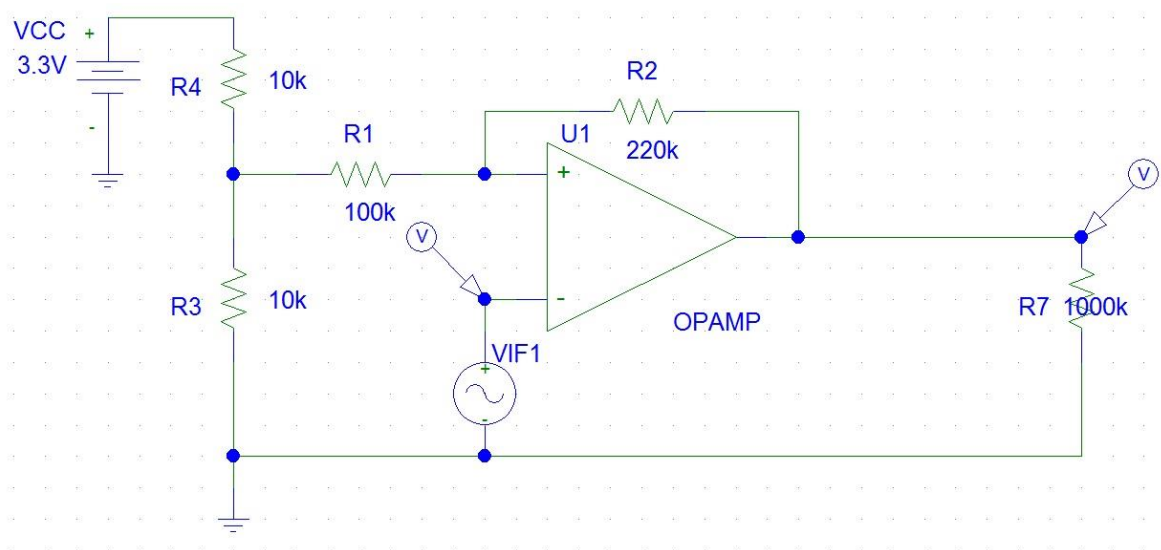 VCC +
3.3V
-
R4 10k
R2
220k
R1
100k
U1
+
-
OPAMP
V
V
R3 10k
R7 1000k
VIF1
+
-